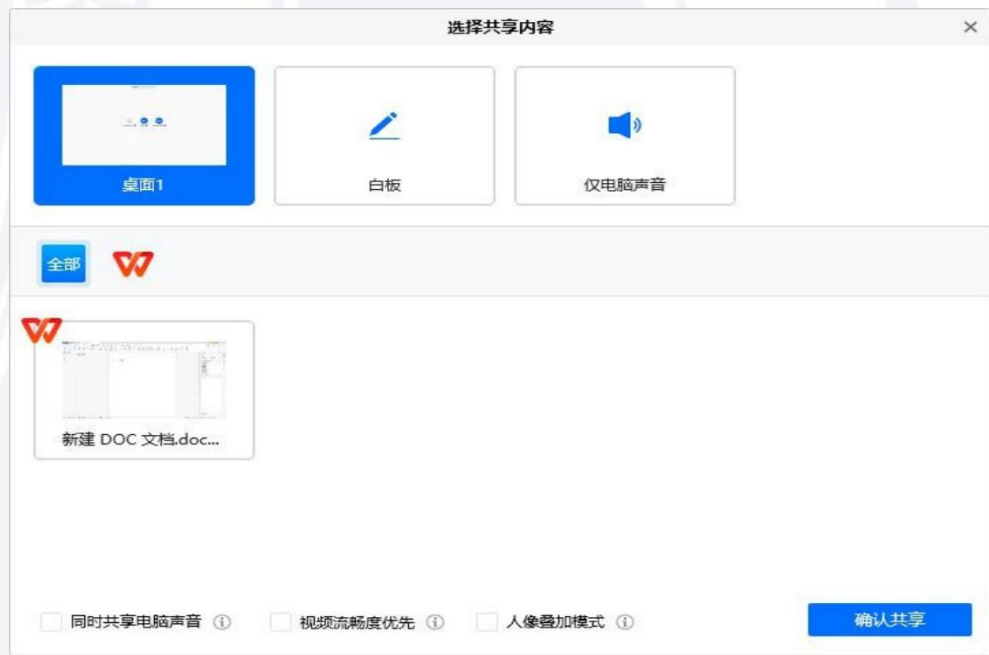 选择共享内容
桌面1
白板
仅电脑声音
全部
新建 DOC 文档.doc...
同时共享电脑声音
视频流畅度优先
人像叠加模式
确认共享